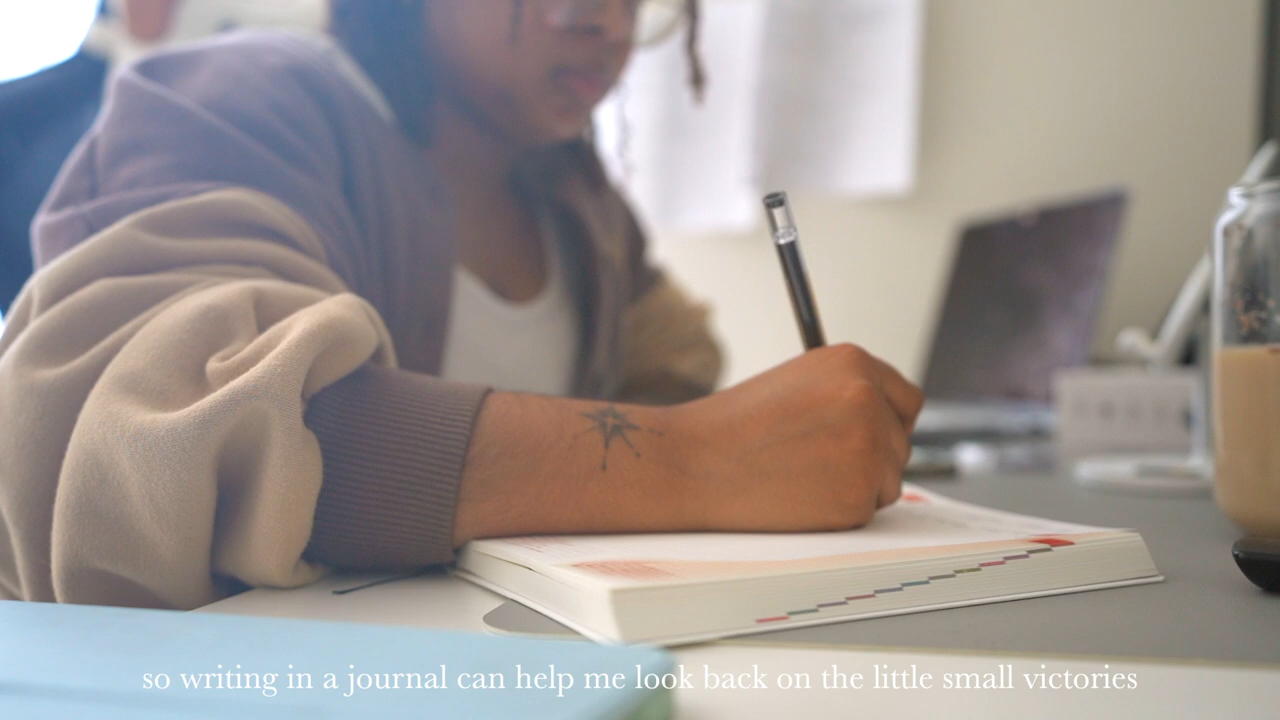 so writing in a journal can help me look back on the little small victories